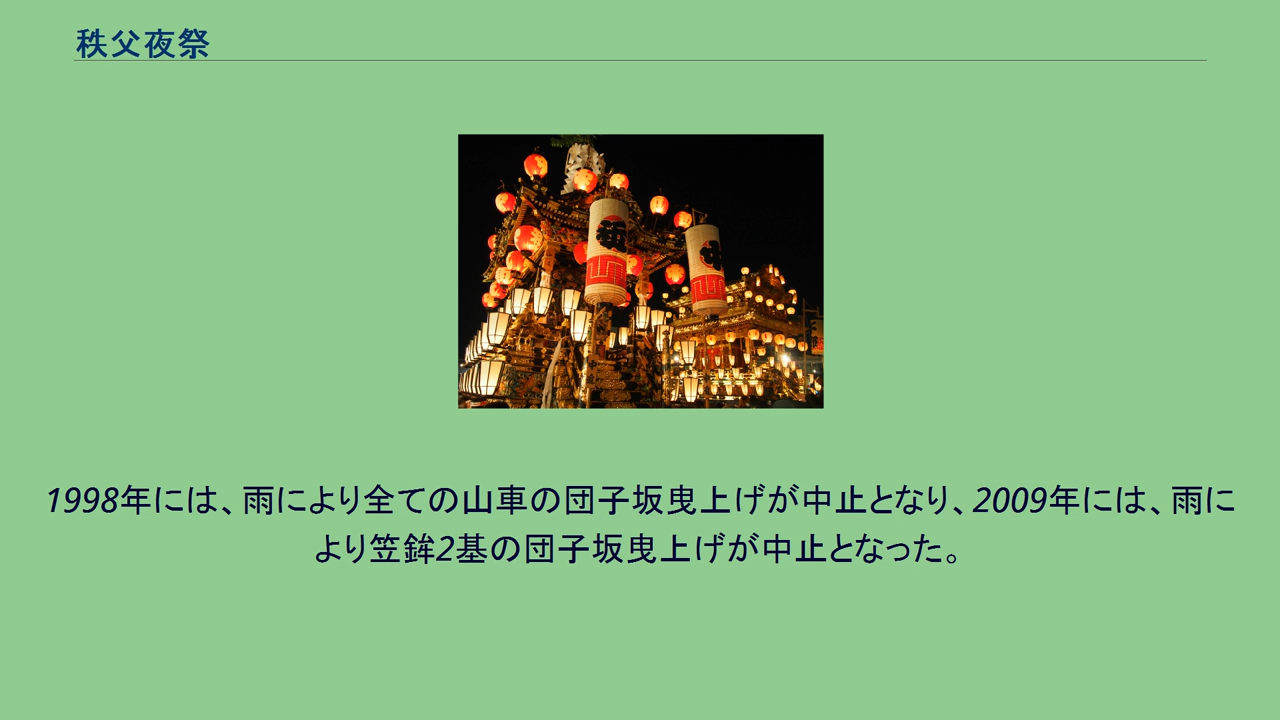 秩父夜祭
1998年には、雨により全ての山車の団子坂曳上げが中止となり、2009年には、雨に
より笠鉾2基の団子坂曳上げが中止となった。